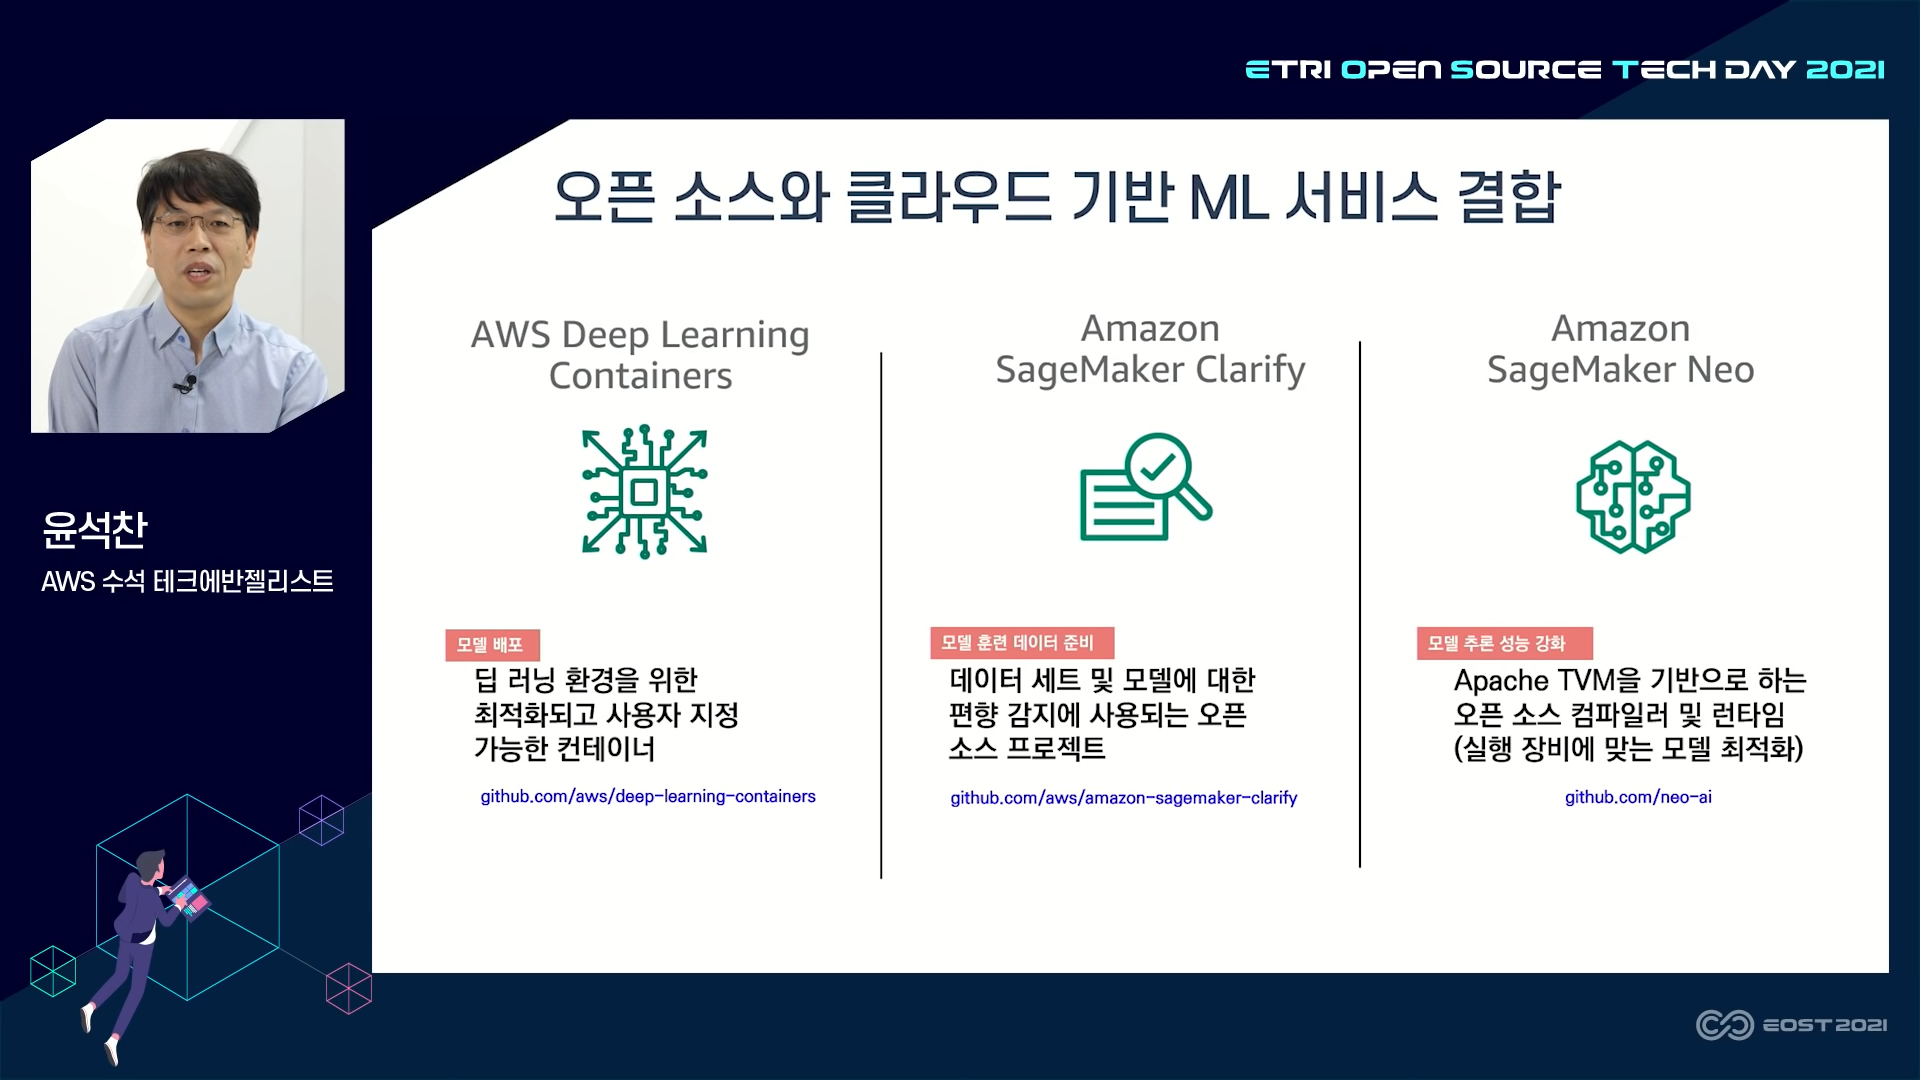 ETRI OPEN SOURCE TECH DAY 2021
오픈 소스와 클라우드 기반 ML 서비스 결합
윤석찬
AWS 수석 테크에반젤리스트
AWS Deep Learning
Containers
모델 배포
딥 러닝 환경을 위한
최적화되고 사용자 지정
가능한 컨테이너
github.com/aws/deep-learning-containers
Amazon
SageMaker Clarify
모델 훈련 데이터 준비
데이터 세트 및 모델에 대한
편향 감지에 사용되는 오픈
소스 프로젝트
github.com/aws/amazon-sagemaker-clarify
Amazon
SageMaker Neo
모델 추론 성능 강화
Apache TVM을 기반으로 하는
오픈 소스 컴파일러 및 런타임
(실행 장비에 맞는 모델 최적화)
github.com/neo-ai
EOST 2021